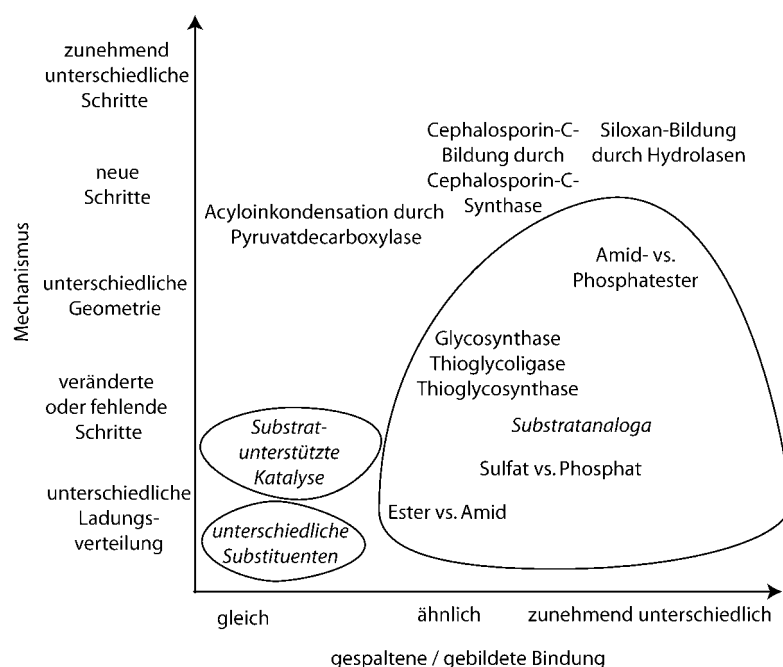 zunehmend
unterschiedliche
Schritte
neue
Schritte
unterschiedliche
Geometrie
veränderte
oder fehlende
Schritte
unterschiedliche
Ladungs-
verteilung
Mechanismus
Cephalosporin-C-
Bildung durch
Cephalosporin-C-
Synthase
Siloxan-Bildung
durch Hydrolasen
Acyloinkondensation durch
Pyruvatdecarboxylase
Amid- vs.
Phosphatester
Glycosynthase
Thioglycoligase
Thioglycosynthase
Substratanaloga
Sulfat vs. Phosphat
Ester vs. Amid
Substrat-
unterstützte
Katalyse
unterschiedliche
Substituenten
gleich
ähnlich
zunehmend unterschiedlich
gespaltene / gebildete Bindung